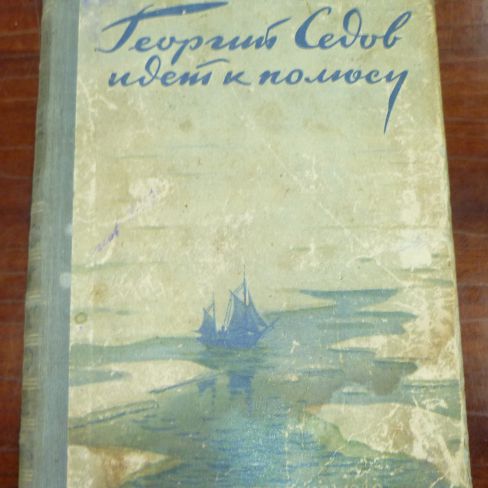 Георгий Седов
идет к полюсу